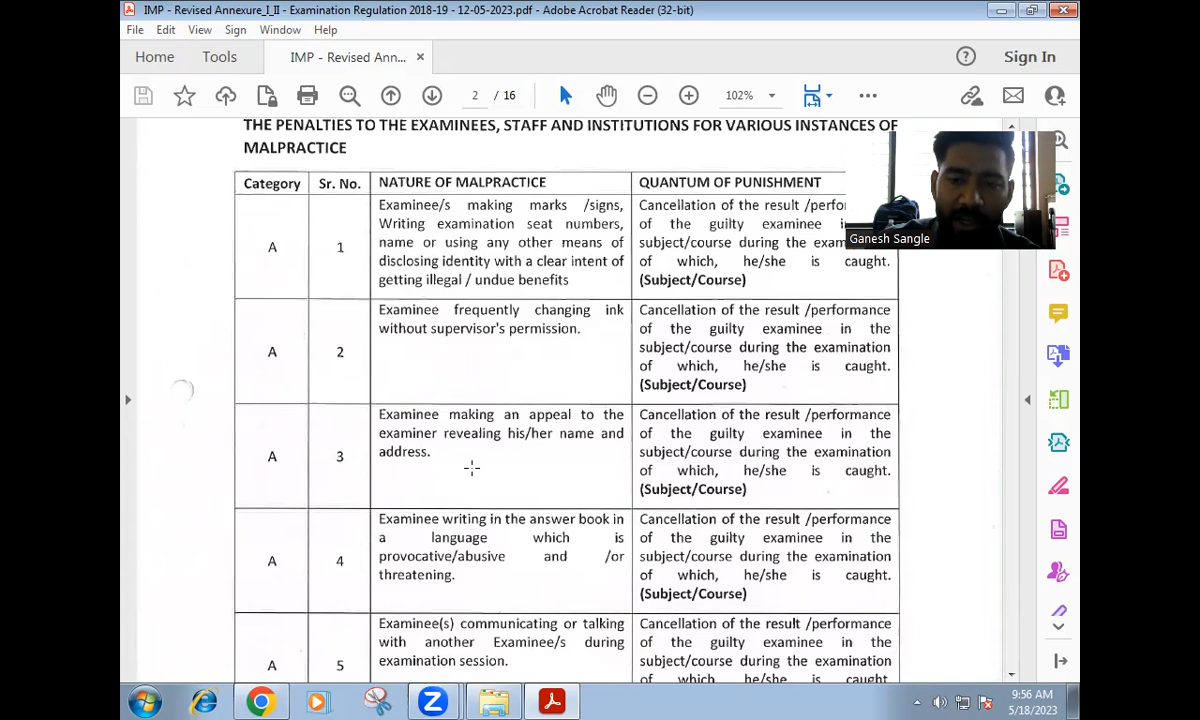 IMP - Revised Annexure_I_II - Examination Regulation 2018-19 - 12-05-2023.pdf - Adobe Acrobat Reader (32-bit)
File Edit View Sign Window Help
Home Tools IMP - Revised Ann... × ? Sign In
2 / 16 102%
THE PENALTIES TO THE EXAMINEES, STAFF AND INSTITUTIONS FOR VARIOUS INSTANCES OF
MALPRACTICE
Category Sr. No. NATURE OF MALPRACTICE QUANTUM OF PUNISHMENT
A 1
Examinee/s making marks /signs,
Writing examination seat numbers,
name or using any other means of
disclosing identity with a clear intent of
getting illegal / undue benefits
Cancellation of the result /perfor
of the guilty examinee
subject/course during the exam
of which, he/she is caught.
(Subject/Course)
Ganesh Sangle
A 2
Examinee frequently changing ink
without supervisor's permission.
Cancellation of the result /performance
of the guilty examinee in the
subject/course during the examination
of which, he/she is caught.
(Subject/Course)
A 3
Examinee making an appeal to the
examiner revealing his/her name and
address.
Cancellation of the result /performance
of the guilty examinee in the
subject/course during the examination
of which, he/she is caught.
(Subject/Course)
A 4
Examinee writing in the answer book in
a language which is
provocative/abusive and /or
threatening.
Cancellation of the result /performance
of the guilty examinee in the
subject/course during the examination
of which, he/she is caught.
(Subject/Course)
A 5
Examinee(s) communicating or talking
with another Examinee/s during
examination session.
Cancellation of the result /performance
of the guilty examinee in the
subject/course during the examination
of which, he/she is caught.
9:56 AM
5/18/2023